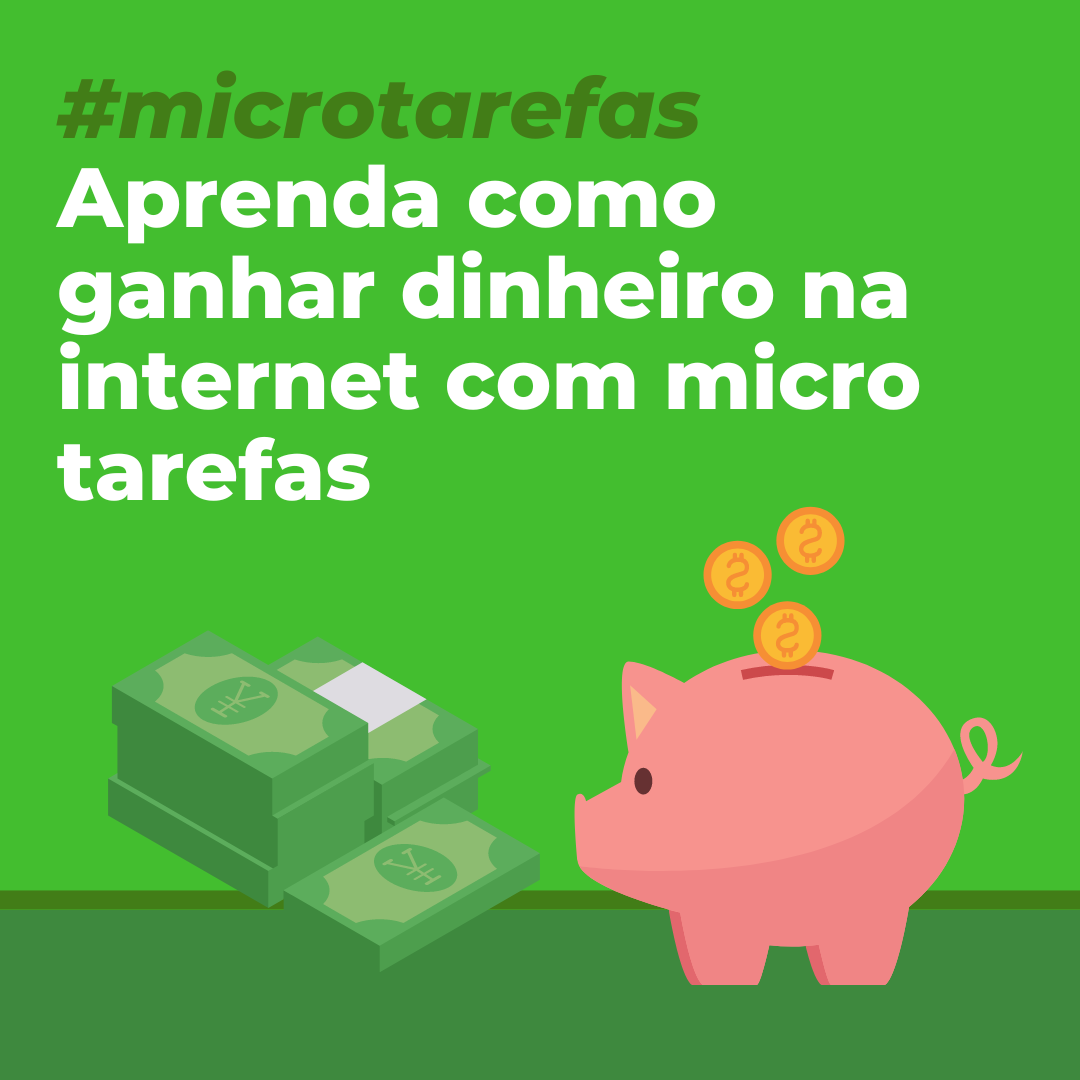 #microtarefas
Aprenda como
ganhar dinheiro na
internet com micro
tarefas